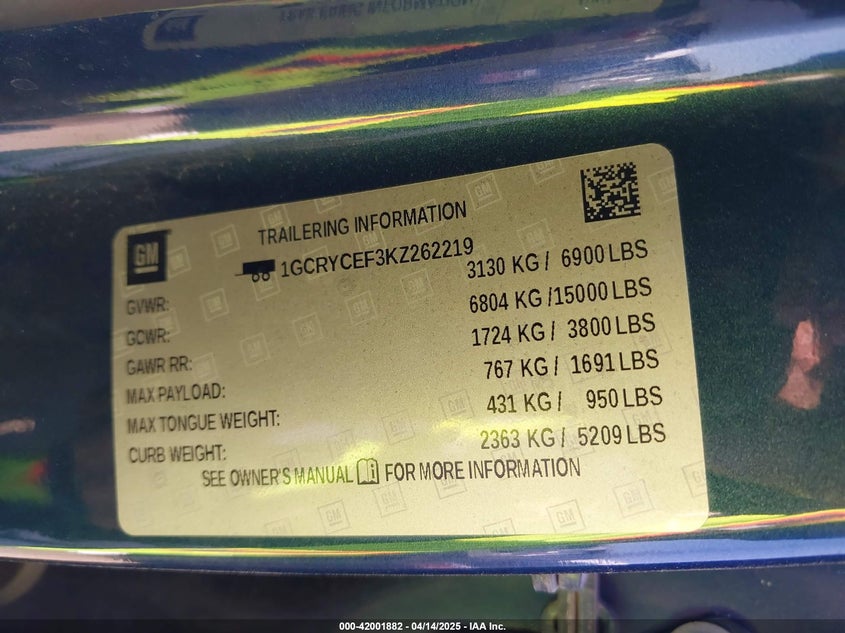 GM
TRAILERING INFORMATION
1GCRYCEF3KZ262219
GVWR: 3130 KG / 6900 LBS
GCWR: 6804 KG /15000 LBS
GAWR RR: 1724 KG / 3800 LBS
MAX PAYLOAD: 767 KG / 1691 LBS
MAX TONGUE WEIGHT: 431 KG / 950 LBS
CURB WEIGHT: 2363 KG / 5209 LBS
SEE OWNER'S MANUAL FOR MORE INFORMATION
000-42001882 - 04/14/2025 - IAA Inc.